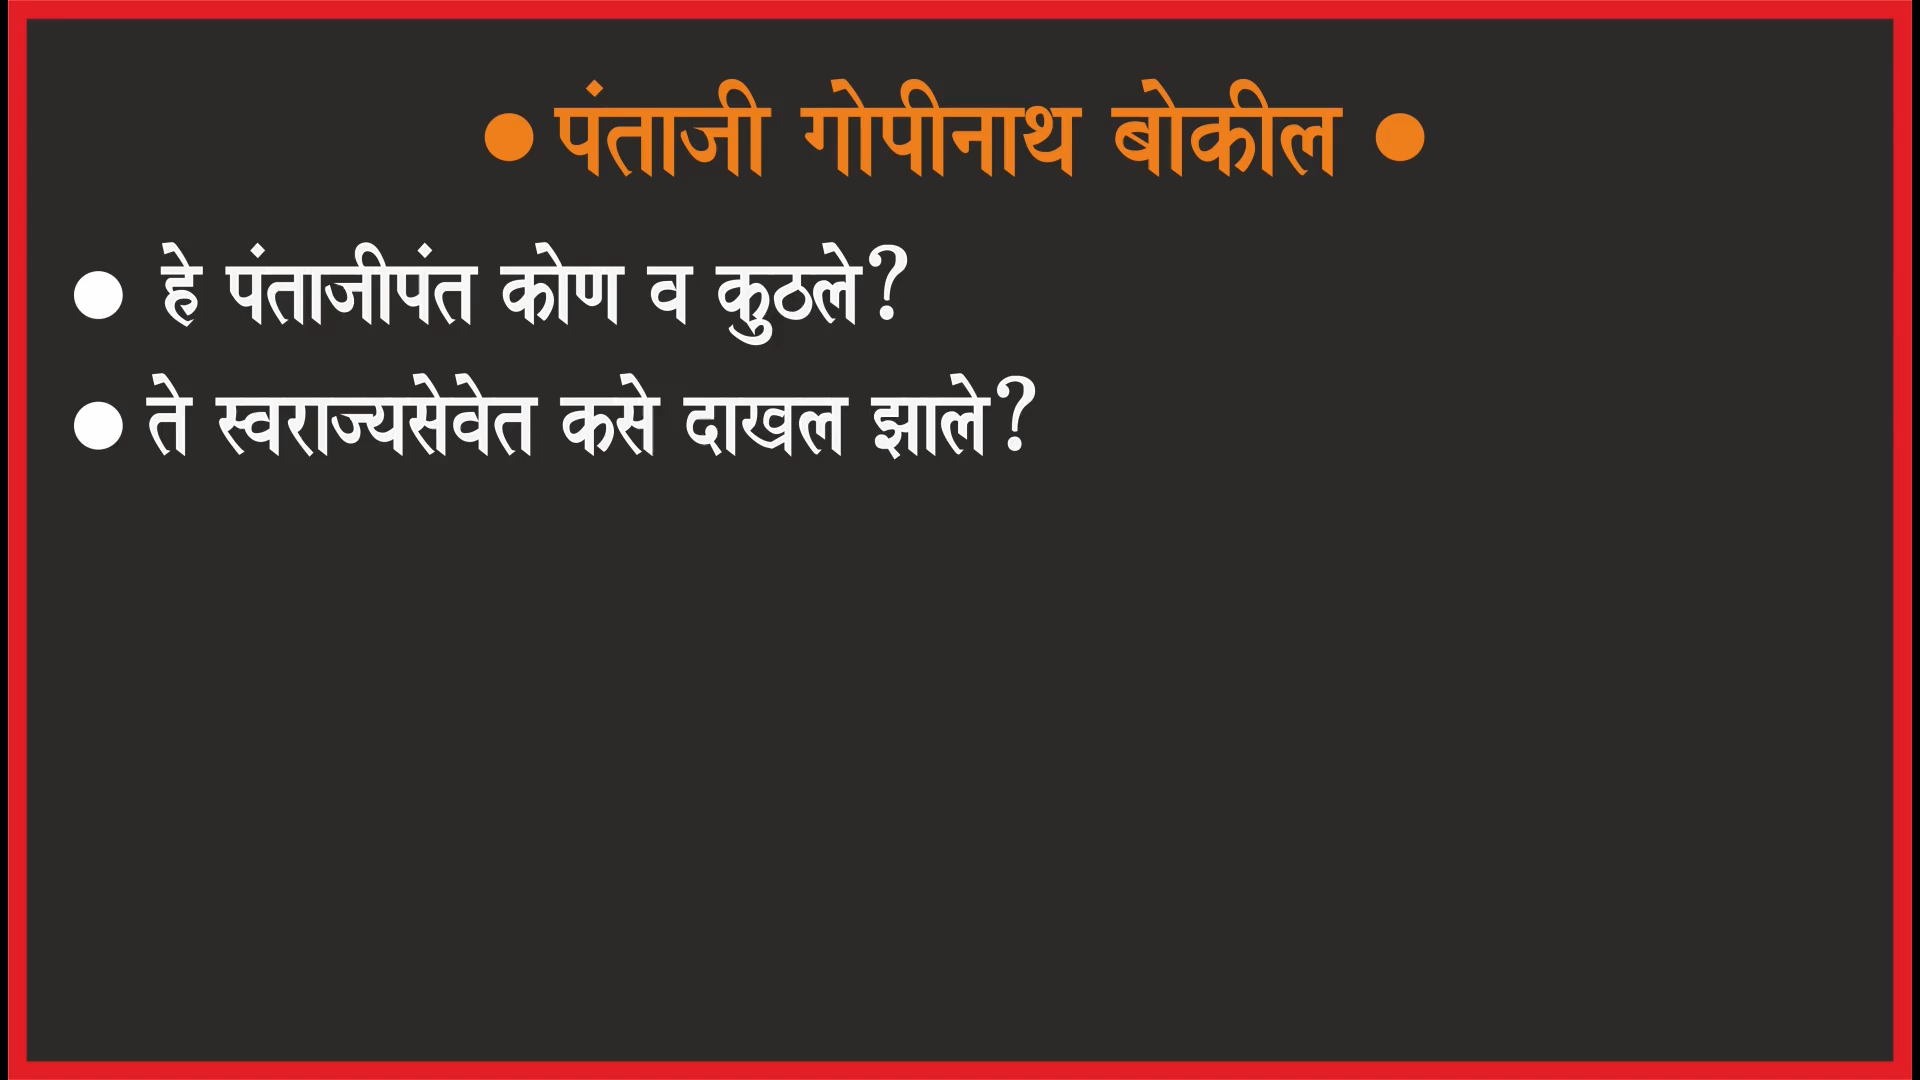 ● पंताजी गोपीनाथ बोकील ●
● हे पंताजीपंत कोण व कुठले?
● ते स्वराज्यसेवेत कसे दाखल झाले?